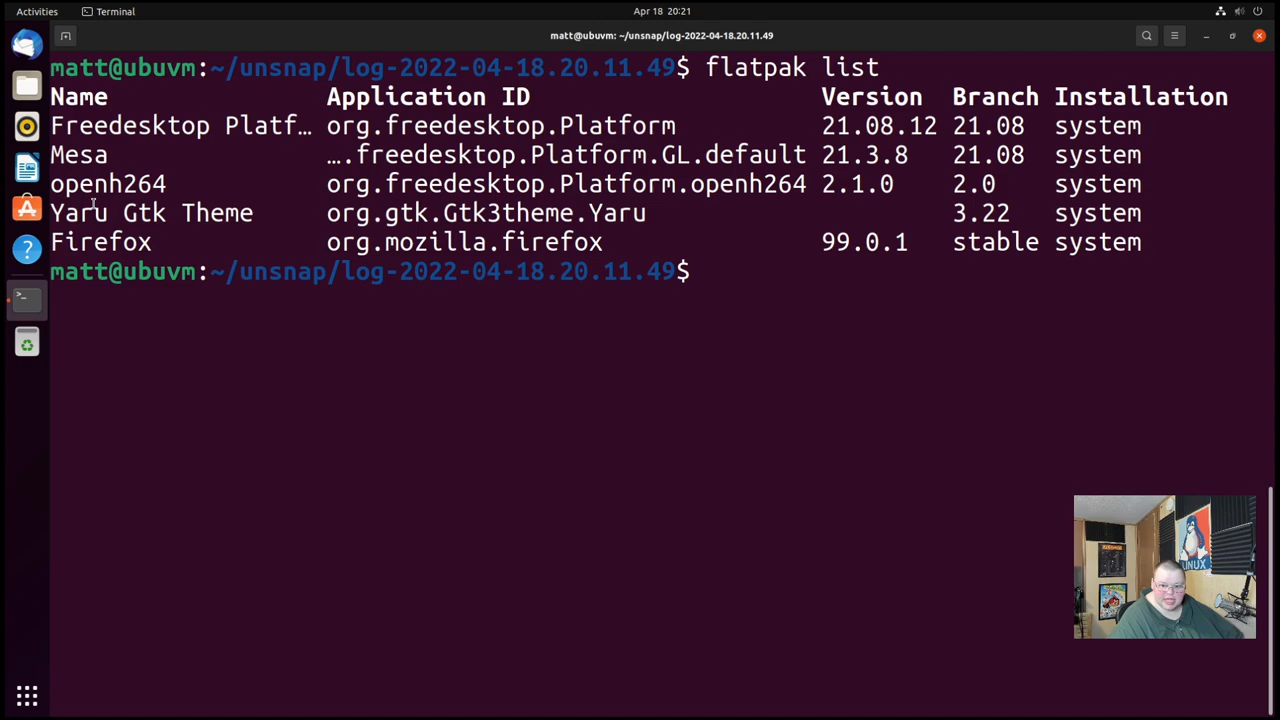 Activities Terminal Apr 18 20:21
matt@ubuvm: ~/unsnap/log-2022-04-18.20.11.49
matt@ubuvm:~/unsnap/log-2022-04-18.20.11.49$ flatpak list
Name Application ID Version Branch Installation
Freedesktop Platf… org.freedesktop.Platform 21.08.12 21.08 system
Mesa ….freedesktop.Platform.GL.default 21.3.8 21.08 system
openh264 org.freedesktop.Platform.openh264 2.1.0 2.0 system
Yaru Gtk Theme org.gtk.Gtk3theme.Yaru 3.22 system
Firefox org.mozilla.firefox 99.0.1 stable system
matt@ubuvm:~/unsnap/log-2022-04-18.20.11.49$
LINUX